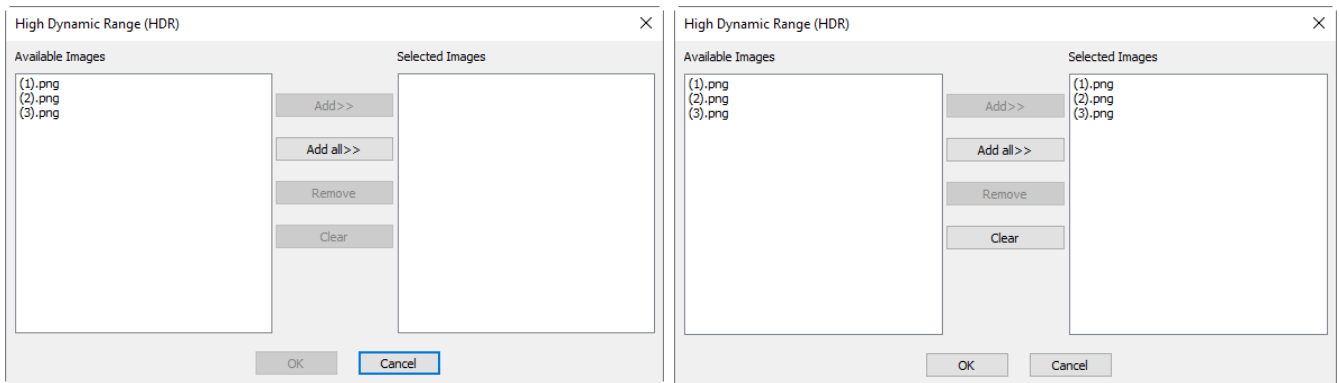 High Dynamic Range (HDR)
Available Images
Selected Images
(1).png
(2).png
(3).png
Add>>
Add all>>
Remove
Clear
OK
Cancel
High Dynamic Range (HDR)
Available Images
Selected Images
(1).png
(2).png
(3).png
Add>>
Add all>>
Remove
Clear
(1).png
(2).png
(3).png
OK
Cancel